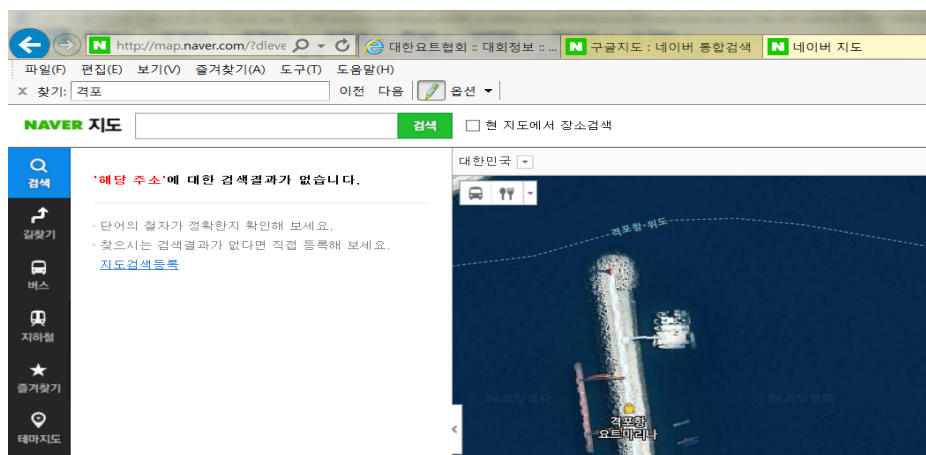 http://map.naver.com/?dleve
대한요트협회 :: 대회정보 :: ...
구글지도 : 네이버 통합검색
네이버 지도
파일(F) 편집(E) 보기(V) 즐겨찾기(A) 도구(T) 도움말(H)
x 찾기: 격포 이전 다음 옵션
NAVER 지도 검색 현 지도에서 장소검색
대한민국
검색
길찾기
버스
지하철
즐겨찾기
테마지도
'해당 주소'에 대한 검색결과가 없습니다.
· 단어의 철자가 정확한지 확인해 보세요.
· 찾으시는 검색결과가 없다면 직접 등록해 보세요.
지도검색등록
격포항-위도
© NAVER
© NAVER
격포항
요트마리나